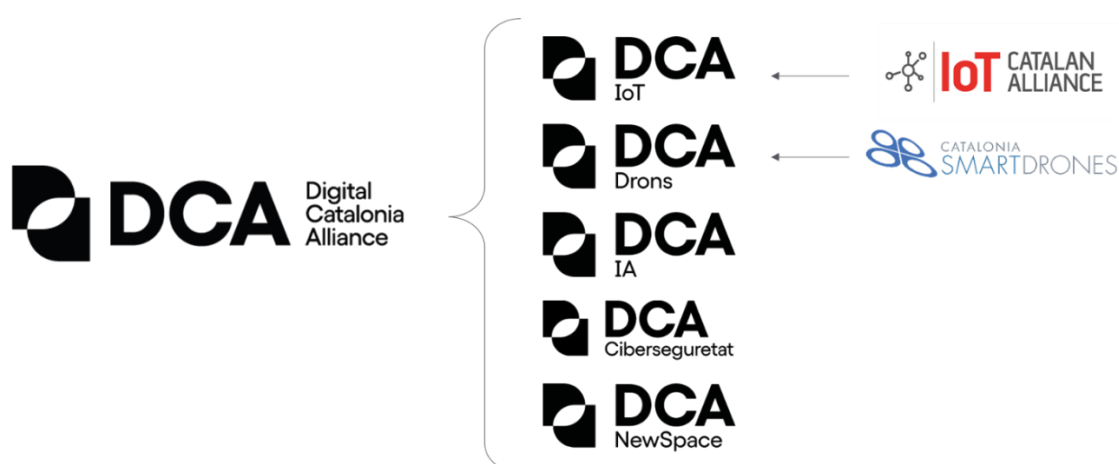 DCA
Digital
Catalonia
Alliance
DCA
IoT
DCA
Drons
DCA
IA
DCA
Ciberseguretat
DCA
NewSpace
IoT
CATALAN
ALLIANCE
CATALONIA
SMARTDRONES